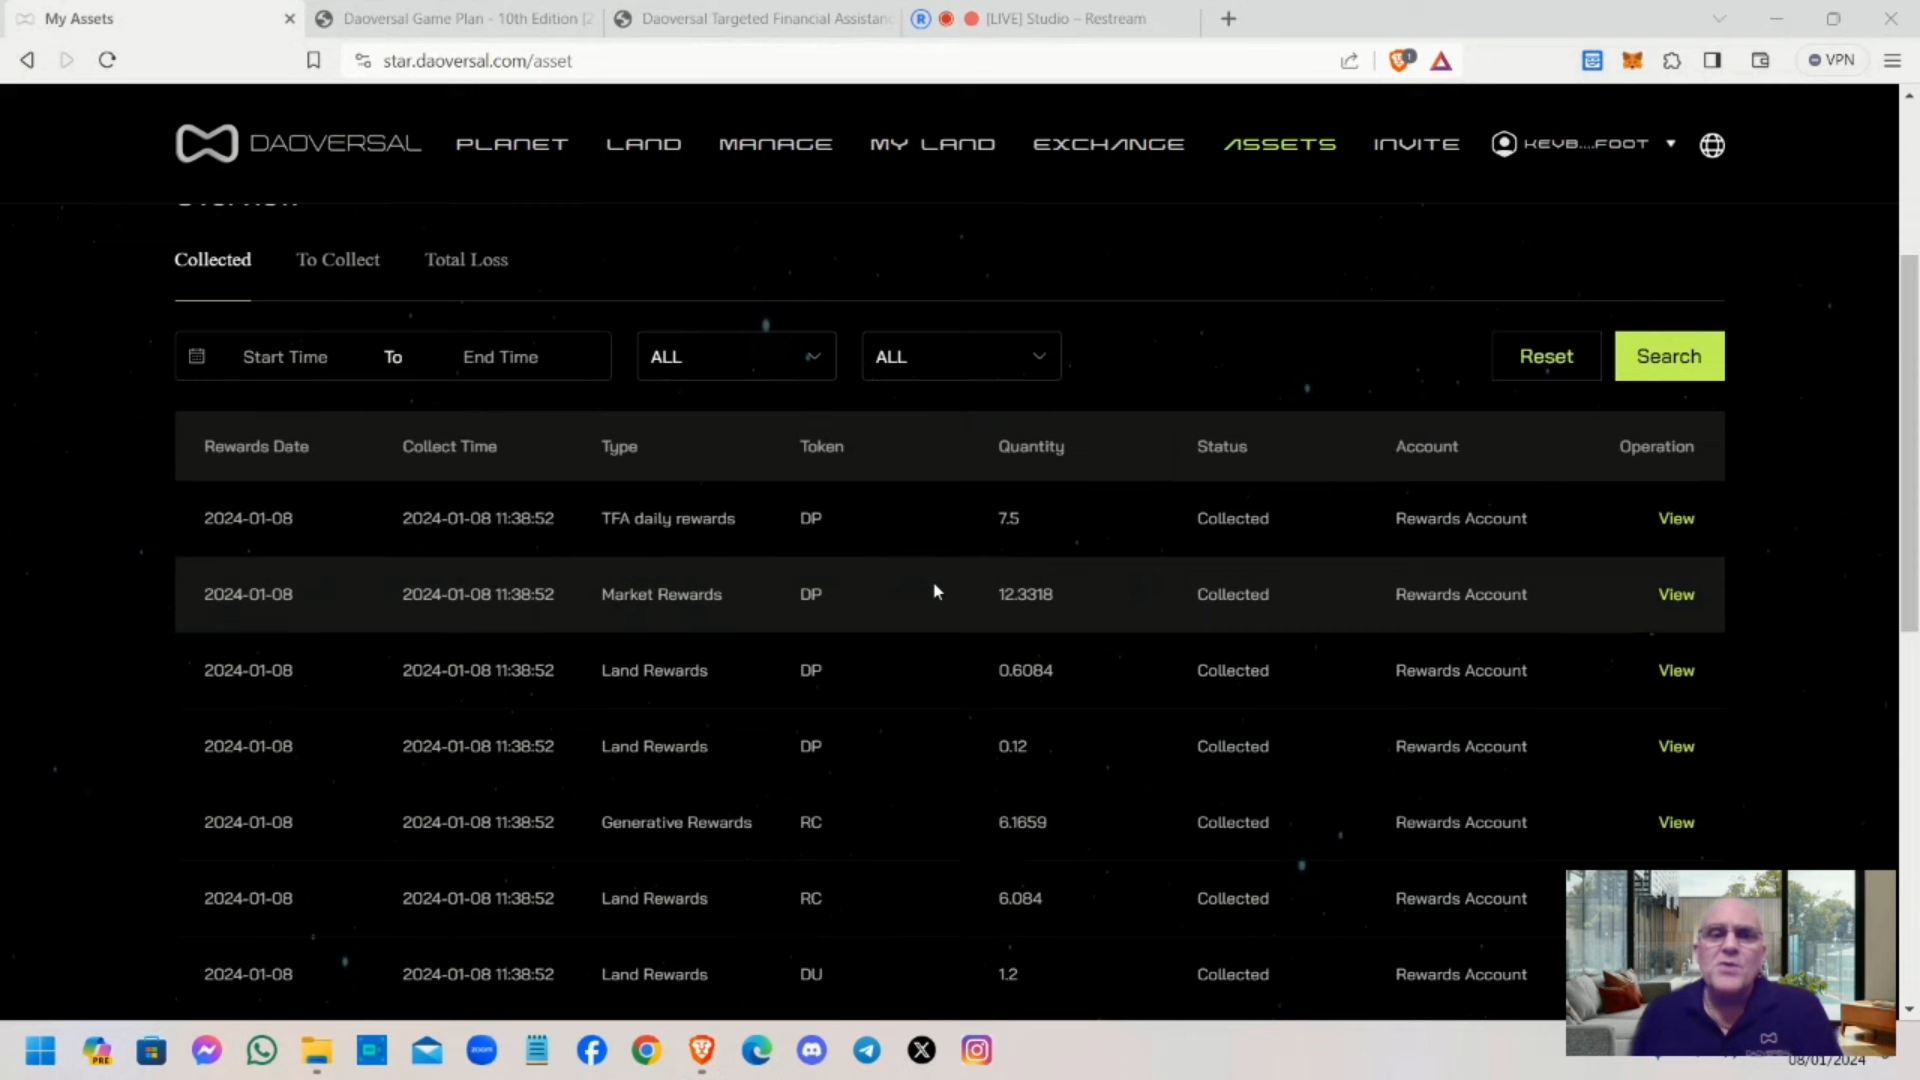 My Assets
Daoversal Game Plan - 10th Edition [2
Daoversal Targeted Financial Assistanc
[LIVE] Studio – Restream
star.daoversal.com/asset
1
VPN
DAOVERSAL
PLANET
LAND
MANAGE
MY LAND
EXCHANGE
ASSETS
INVITE
KEVB....FOOT
Collected
To Collect
Total Loss
Start Time To End Time
ALL
ALL
Reset
Search
Rewards Date Collect Time Type Token Quantity Status Account Operation
2024-01-08 2024-01-08 11:38:52 TFA daily rewards DP 7.5 Collected Rewards Account View
2024-01-08 2024-01-08 11:38:52 Market Rewards DP 12.3318 Collected Rewards Account View
2024-01-08 2024-01-08 11:38:52 Land Rewards DP 0.6084 Collected Rewards Account View
2024-01-08 2024-01-08 11:38:52 Land Rewards DP 0.12 Collected Rewards Account View
2024-01-08 2024-01-08 11:38:52 Generative Rewards RC 6.1659 Collected Rewards Account View
2024-01-08 2024-01-08 11:38:52 Land Rewards RC 6.084 Collected Rewards Account
2024-01-08 2024-01-08 11:38:52 Land Rewards DU 1.2 Collected Rewards Account
PRE
zoom
08/01/2024